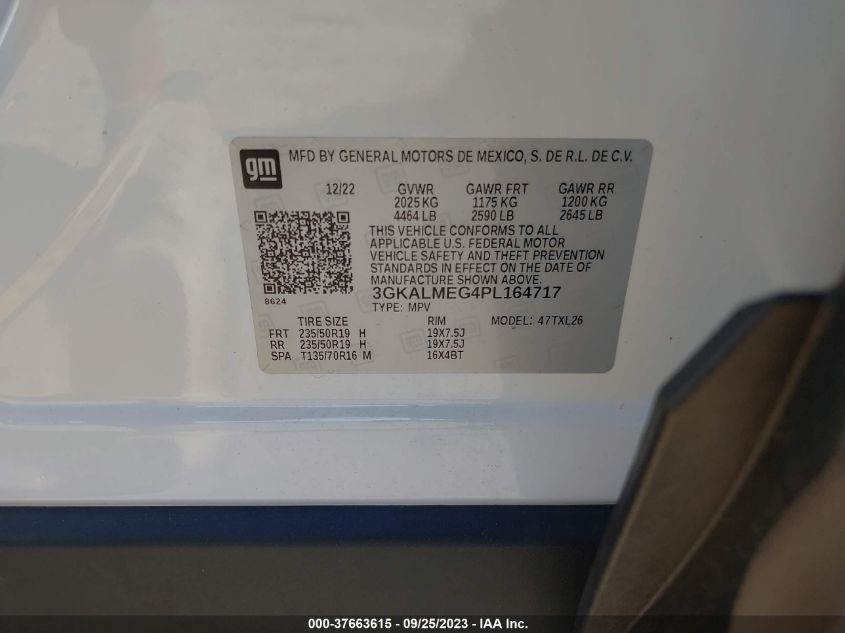 gm MFD BY GENERAL MOTORS DE MEXICO, S. DE R.L. DE C.V.
12/22 GVWR GAWR FRT GAWR RR
2025 KG 1175 KG 1200 KG
4464 LB 2590 LB 2645 LB
THIS VEHICLE CONFORMS TO ALL
APPLICABLE U.S. FEDERAL MOTOR
VEHICLE SAFETY AND THEFT PREVENTION
STANDARDS IN EFFECT ON THE DATE OF
MANUFACTURE SHOWN ABOVE.
8624 3GKALMEG4PL164717
TYPE: MPV
TIRE SIZE RIM MODEL: 47TXL26
FRT 235/50R19 H 19X7.5J
RR 235/50R19 H 19X7.5J
SPA T135/70R16 M 16X4BT
000-37663615 - 09/25/2023 - IAA Inc.